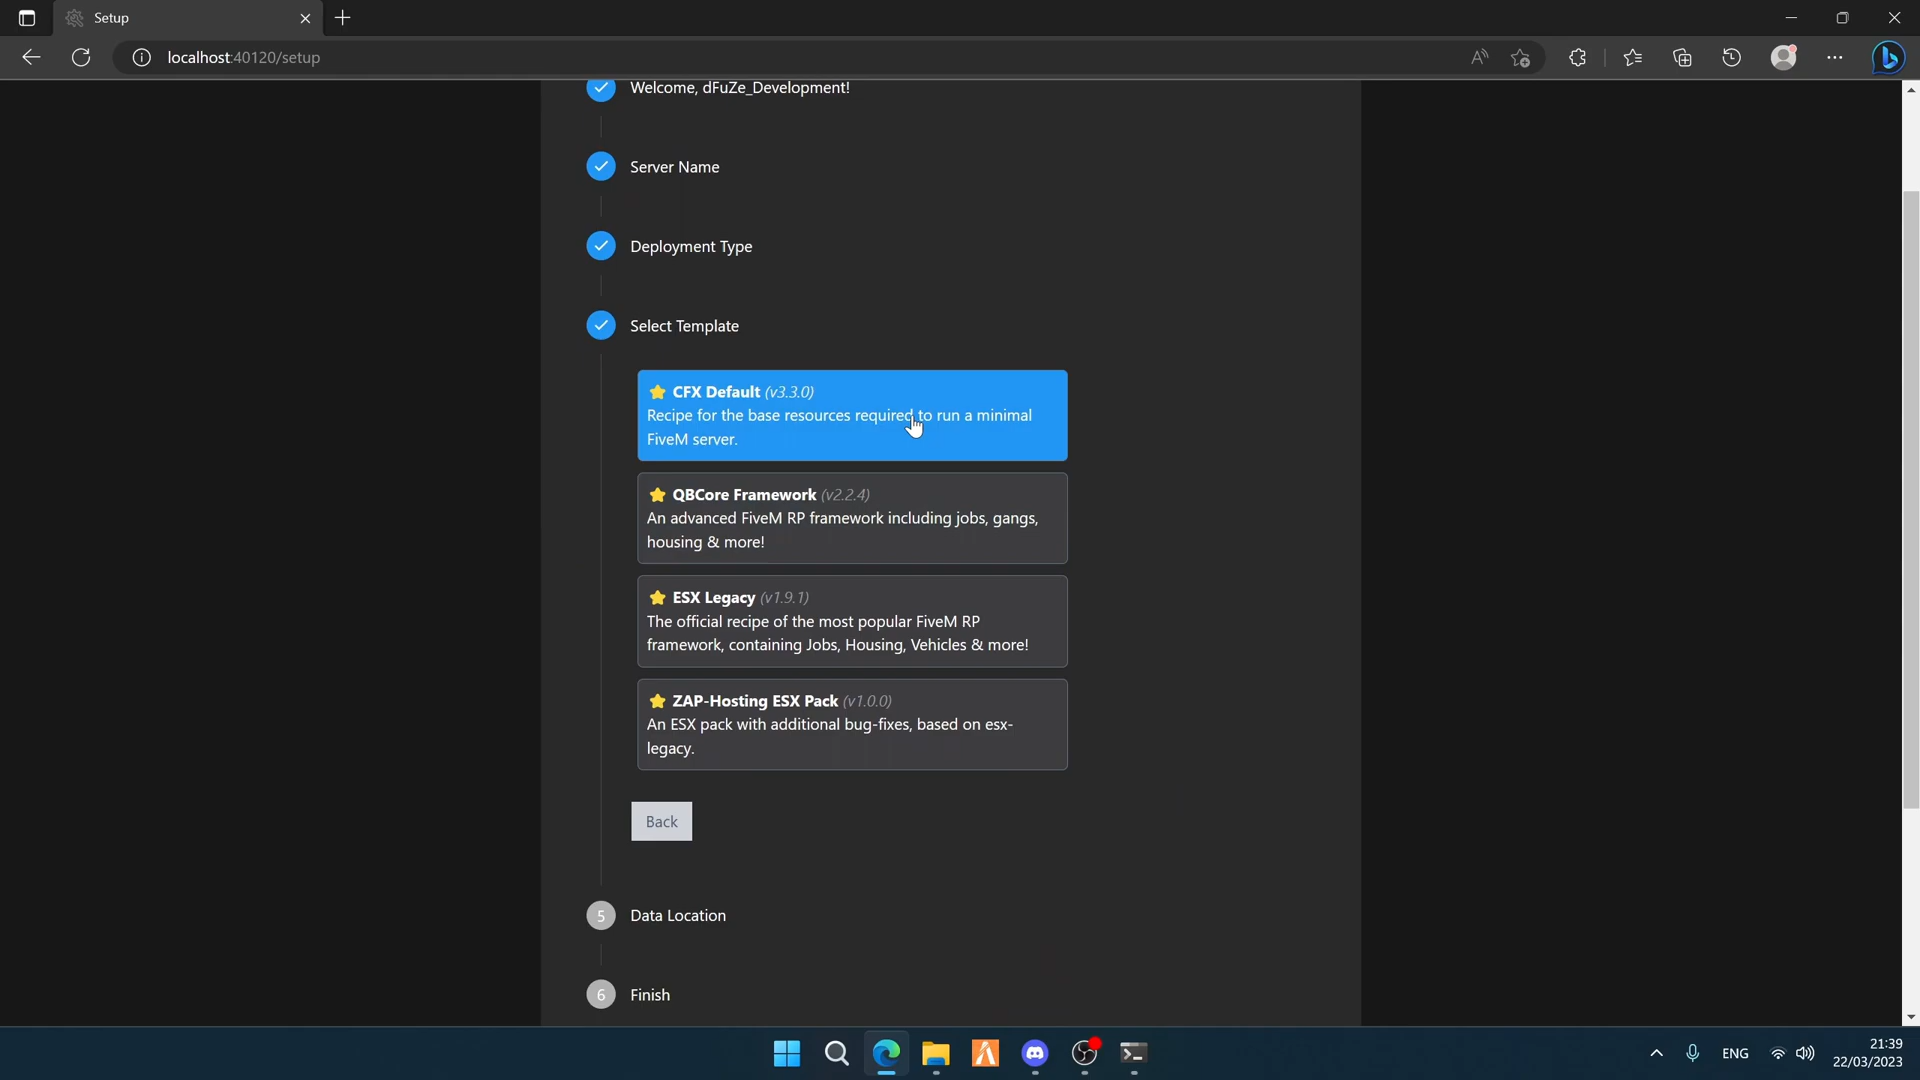 Setup
localhost:40120/setup
Welcome, dFuZe_Development!
Server Name
Deployment Type
Select Template
CFX Default (v3.3.0)
Recipe for the base resources required to run a minimal
FiveM server.
QBCore Framework (v2.2.4)
An advanced FiveM RP framework including jobs, gangs,
housing & more!
ESX Legacy (v1.9.1)
The official recipe of the most popular FiveM RP
framework, containing Jobs, Housing, Vehicles & more!
ZAP-Hosting ESX Pack (v1.0.0)
An ESX pack with additional bug-fixes, based on esx-
legacy.
Back
5 Data Location
6 Finish
ENG
21:39
22/03/2023